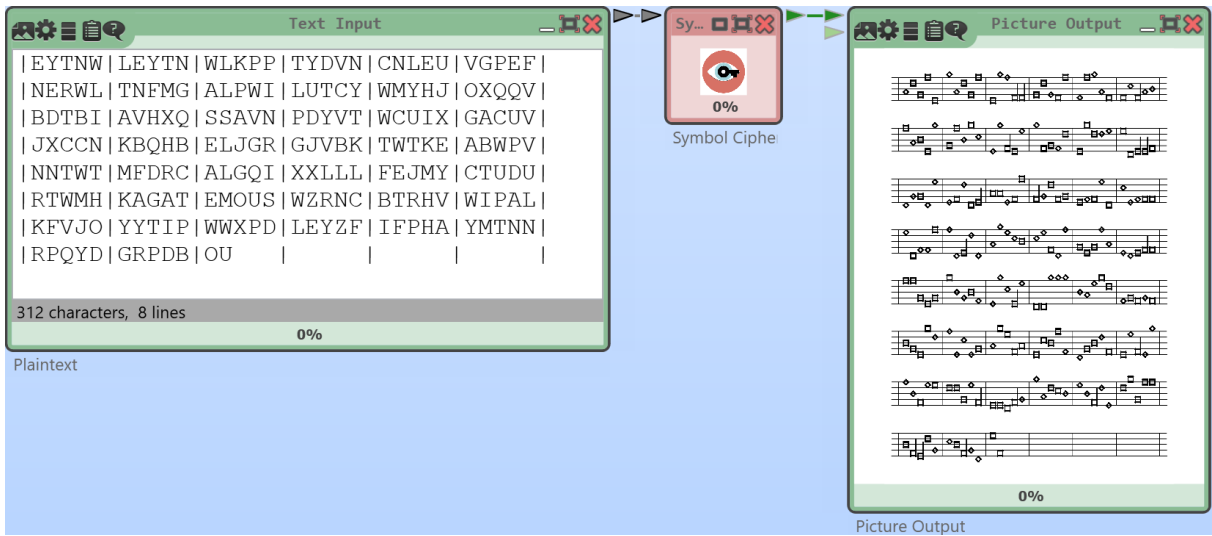 Text Input
|EYTNW|LEYTN|WLKPP|TYDVN|CNLEU|VGPEF|
|NERWL|TNFMG|ALPWI|LUTCY|WMYHJ|OXQQV|
|BDTBI|AVHXQ|SSAVN|PDYVT|WCUIX|GACUV|
|JXCCN|KBQHB|ELJGR|GJVBK|TWTKE|ABWPV|
|NNTWT|MFDRC|ALGQI|XXLLL|FEJMY|CTUDU|
|RTWMH|KAGAT|EMOUS|WZRNC|BTRHV|WIPAL|
|KFVJO|YYTIP|WWXPD|LEYZF|IFPHA|YMTNN|
|RPQYD|GRPDB|OU | | | |
312 characters, 8 lines
0%
Plaintext
Sy...
0%
Symbol Ciphe
Picture Output
0%
Picture Output